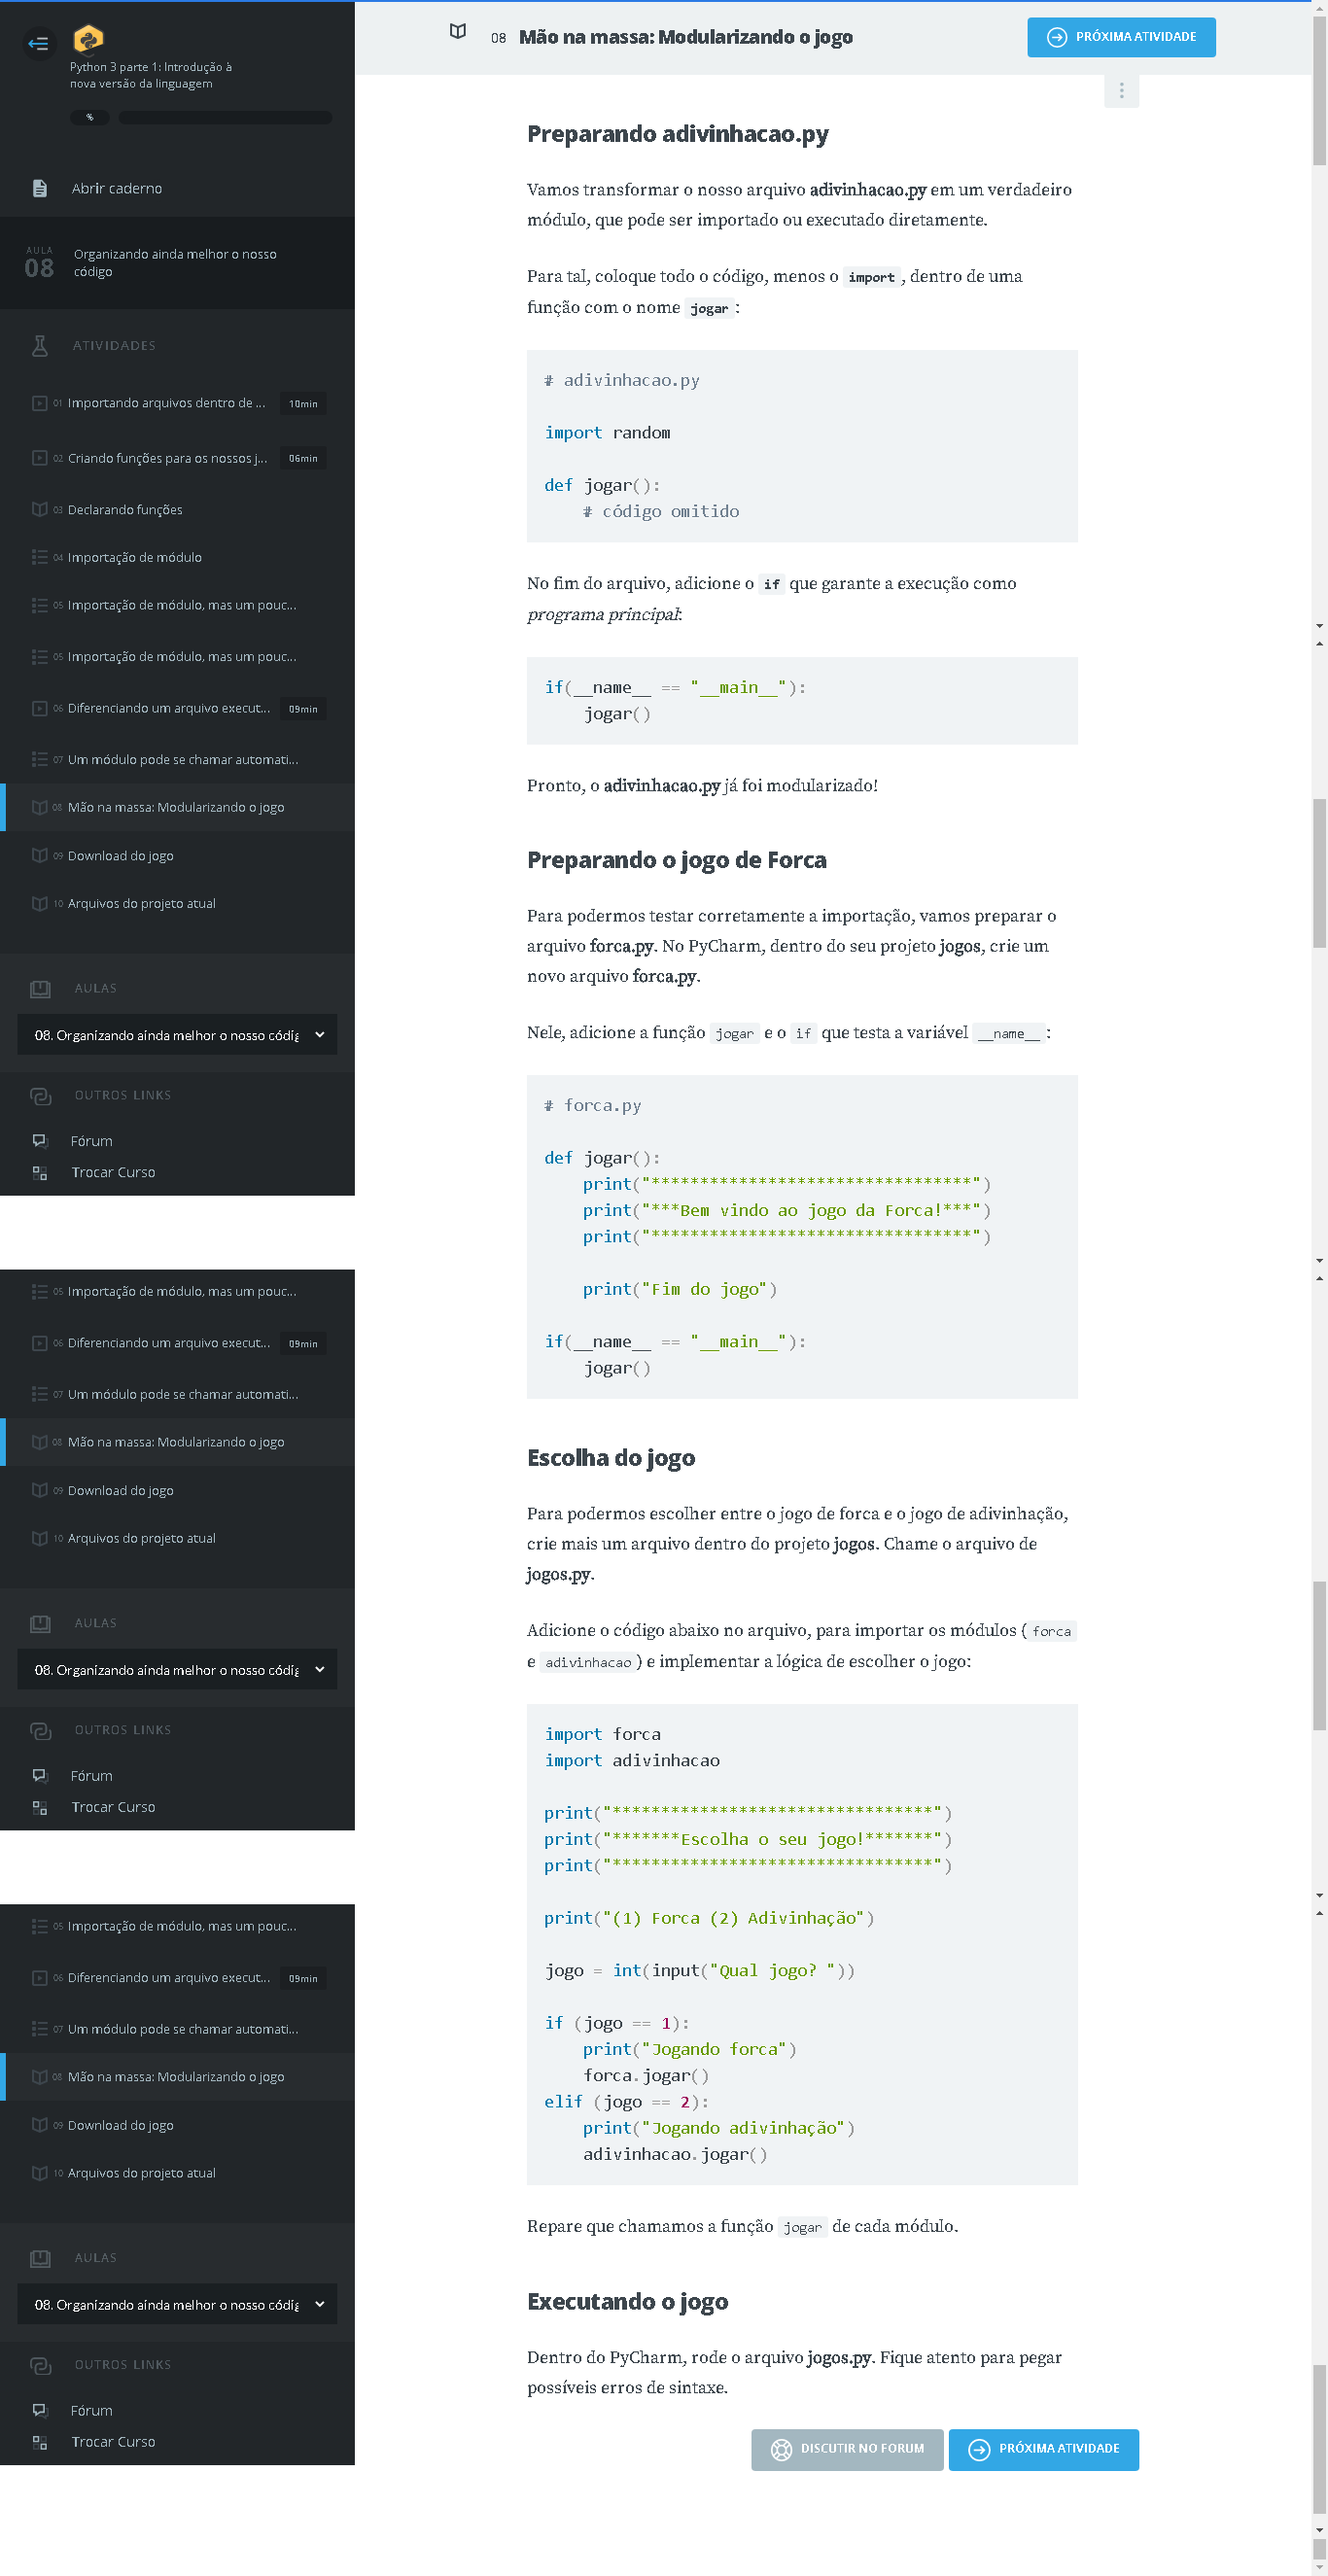 Python 3 parte 1: Introdução à
nova versão da linguagem
%
Abrir caderno
AULA
08
Organizando ainda melhor o nosso
código
ATIVIDADES
01 Importando arquivos dentro de ... 10min
02 Criando funções para os nossos j... 06min
03 Declarando funções
04 Importação de módulo
05 Importação de módulo, mas um pouc...
05 Importação de módulo, mas um pouc...
06 Diferenciando um arquivo execut... 09min
07 Um módulo pode se chamar automati...
08 Mão na massa: Modularizando o jogo
09 Download do jogo
10 Arquivos do projeto atual
AULAS
08. Organizando ainda melhor o nosso códig
OUTROS LINKS
Fórum
Trocar Curso
05 Importação de módulo, mas um pouc...
06 Diferenciando um arquivo execut... 09min
07 Um módulo pode se chamar automati...
08 Mão na massa: Modularizando o jogo
09 Download do jogo
10 Arquivos do projeto atual
AULAS
08. Organizando ainda melhor o nosso códig
OUTROS LINKS
Fórum
Trocar Curso
05 Importação de módulo, mas um pouc...
06 Diferenciando um arquivo execut... 09min
07 Um módulo pode se chamar automati...
08 Mão na massa: Modularizando o jogo
09 Download do jogo
10 Arquivos do projeto atual
AULAS
08. Organizando ainda melhor o nosso códig
OUTROS LINKS
Fórum
Trocar Curso
08 Mão na massa: Modularizando o jogo
PRÓXIMA ATIVIDADE
Preparando adivinhacao.py
Vamos transformar o nosso arquivo adivinhacao.py em um verdadeiro
módulo, que pode ser importado ou executado diretamente.
Para tal, coloque todo o código, menos o import, dentro de uma
função com o nome jogar:
# adivinhacao.py
import random
def jogar():
    # código omitido
No fim do arquivo, adicione o if que garante a execução como
programa principal:
if(__name__ == "__main__"):
    jogar()
Pronto, o adivinhacao.py já foi modularizado!
Preparando o jogo de Forca
Para podermos testar corretamente a importação, vamos preparar o
arquivo forca.py. No PyCharm, dentro do seu projeto jogos, crie um
novo arquivo forca.py.
Nele, adicione a função jogar e o if que testa a variável __name__:
# forca.py
def jogar():
    print("*********************************")
    print("***Bem vindo ao jogo da Forca!***")
    print("*********************************")
    print("Fim do jogo")
if(__name__ == "__main__"):
    jogar()
Escolha do jogo
Para podermos escolher entre o jogo de forca e o jogo de adivinhação,
crie mais um arquivo dentro do projeto jogos. Chame o arquivo de
jogos.py.
Adicione o código abaixo no arquivo, para importar os módulos (forca
e adivinhacao) e implementar a lógica de escolher o jogo:
import forca
import adivinhacao
print("*********************************")
print("*******Escolha o seu jogo!*******")
print("*********************************")
print("(1) Forca (2) Adivinhação")
jogo = int(input("Qual jogo? "))
if (jogo == 1):
    print("Jogando forca")
    forca.jogar()
elif (jogo == 2):
    print("Jogando adivinhação")
    adivinhacao.jogar()
Repare que chamamos a função jogar de cada módulo.
Executando o jogo
Dentro do PyCharm, rode o arquivo jogos.py. Fique atento para pegar
possíveis erros de sintaxe.
DISCUTIR NO FORUM
PRÓXIMA ATIVIDADE